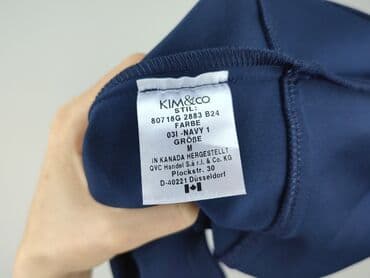 KIM&CO
STIL:
80718G 2883 B24
FARBE
03I -NAVY 1
GRÖßE
M
IN KANADA HERGESTELLT
QVC Handel S.à r.l. & Co. KG
Plockstr. 30
D-40221 Düsseldorf